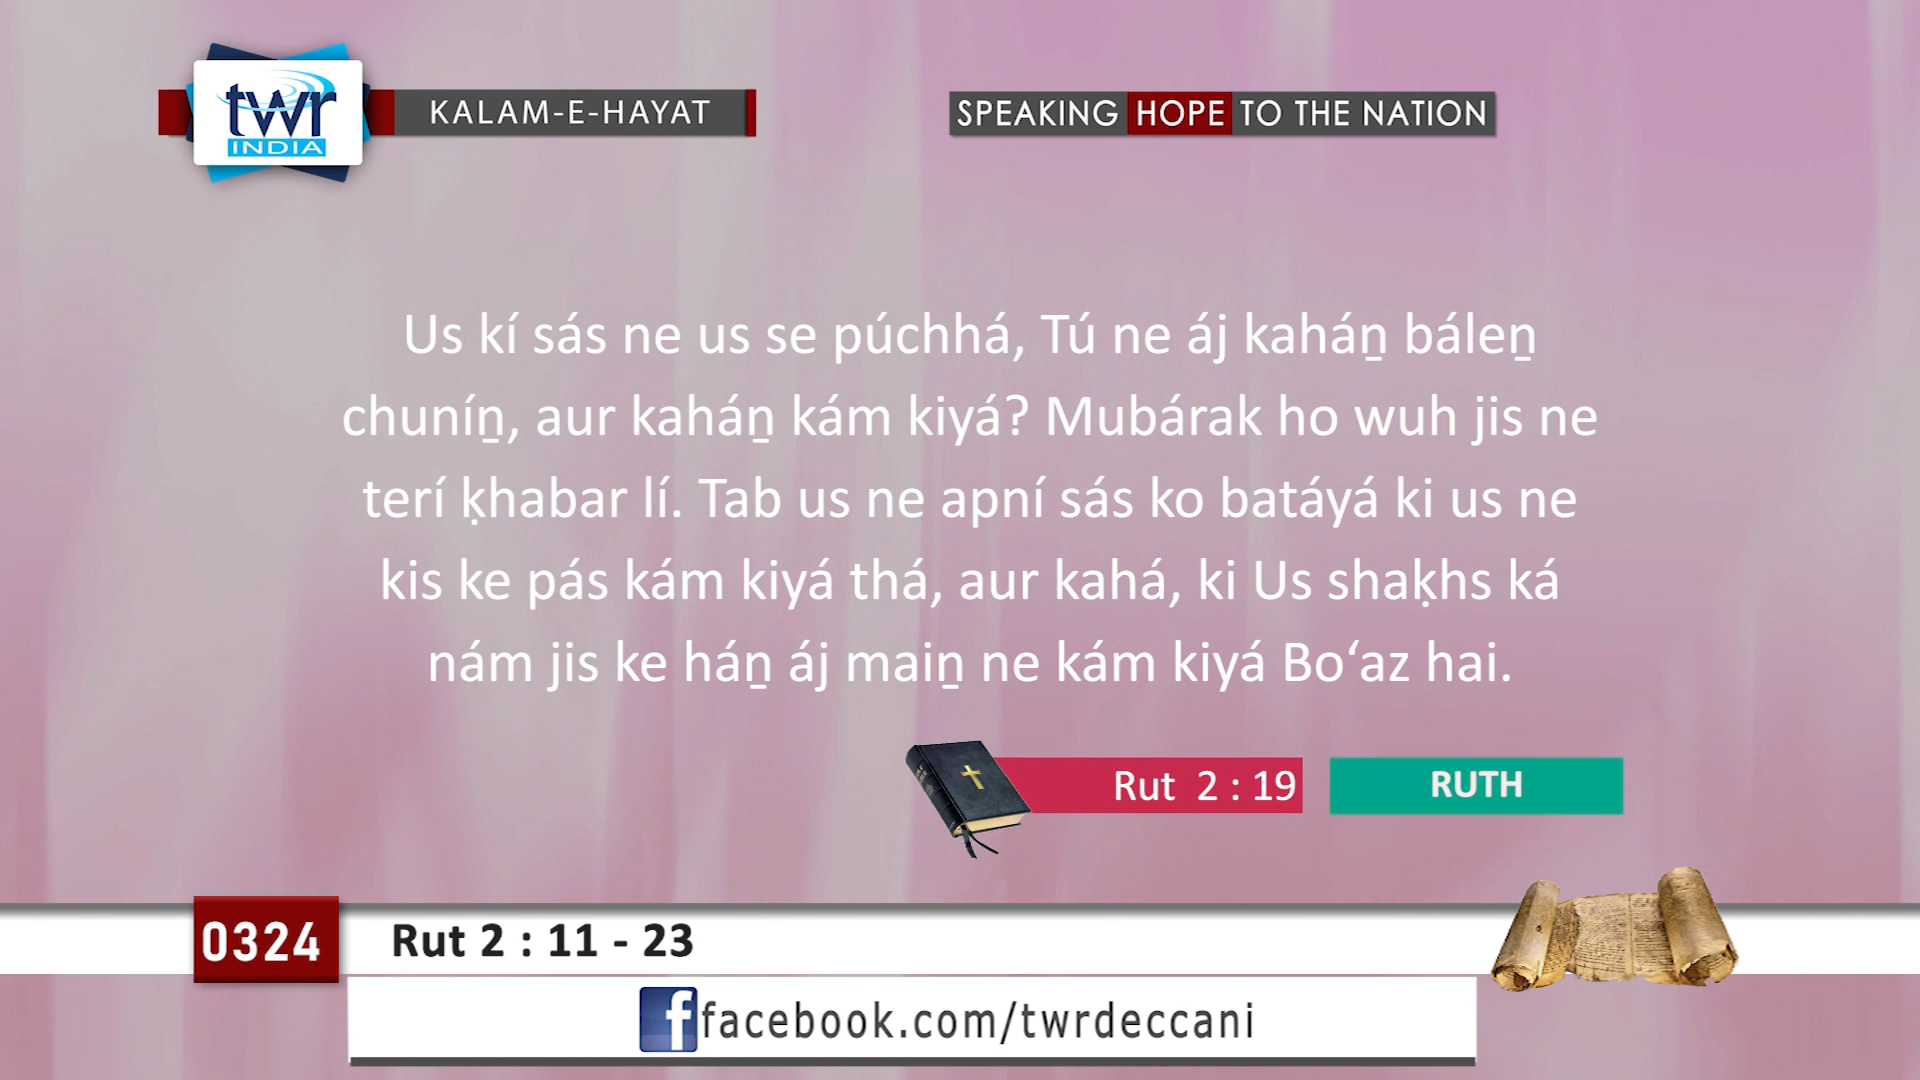 twr
INDIA
KALAM-E-HAYAT
SPEAKING HOPE TO THE NATION
Us kí sás ne us se púchhá, Tú ne áj kaháṉ báleṉ
chuníṉ, aur kaháṉ kám kiyá? Mubárak ho wuh jis ne
terí ḳhabar lí. Tab us ne apní sás ko batáyá ki us ne
kis ke pás kám kiyá thá, aur kahá, ki Us shaḳhs ká
nám jis ke háṉ áj maiṉ ne kám kiyá Bo‘az hai.
Rut 2 : 19
RUTH
0324
Rut 2 : 11 - 23
facebook.com/twrdeccani